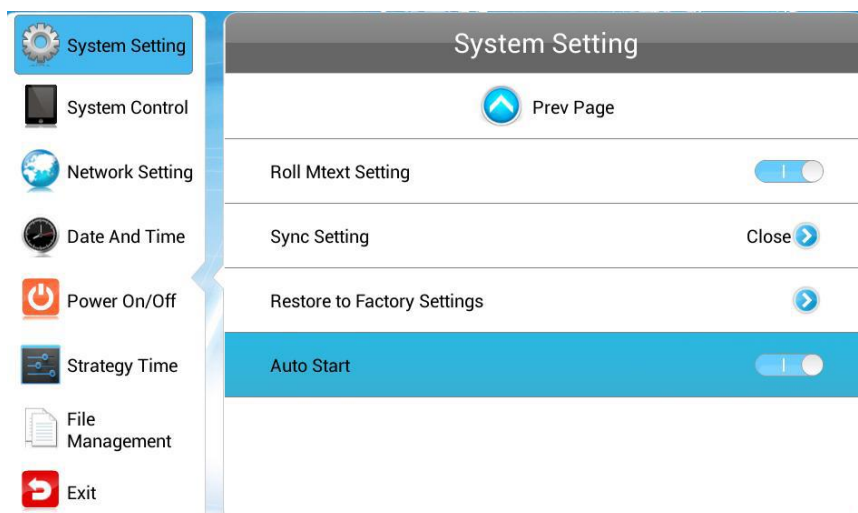 System Setting
System Control
Network Setting
Date And Time
Power On/Off
Strategy Time
File
Management
Exit
System Setting
Prev Page
Roll Mtext Setting
Sync Setting
Close
Restore to Factory Settings
Auto Start